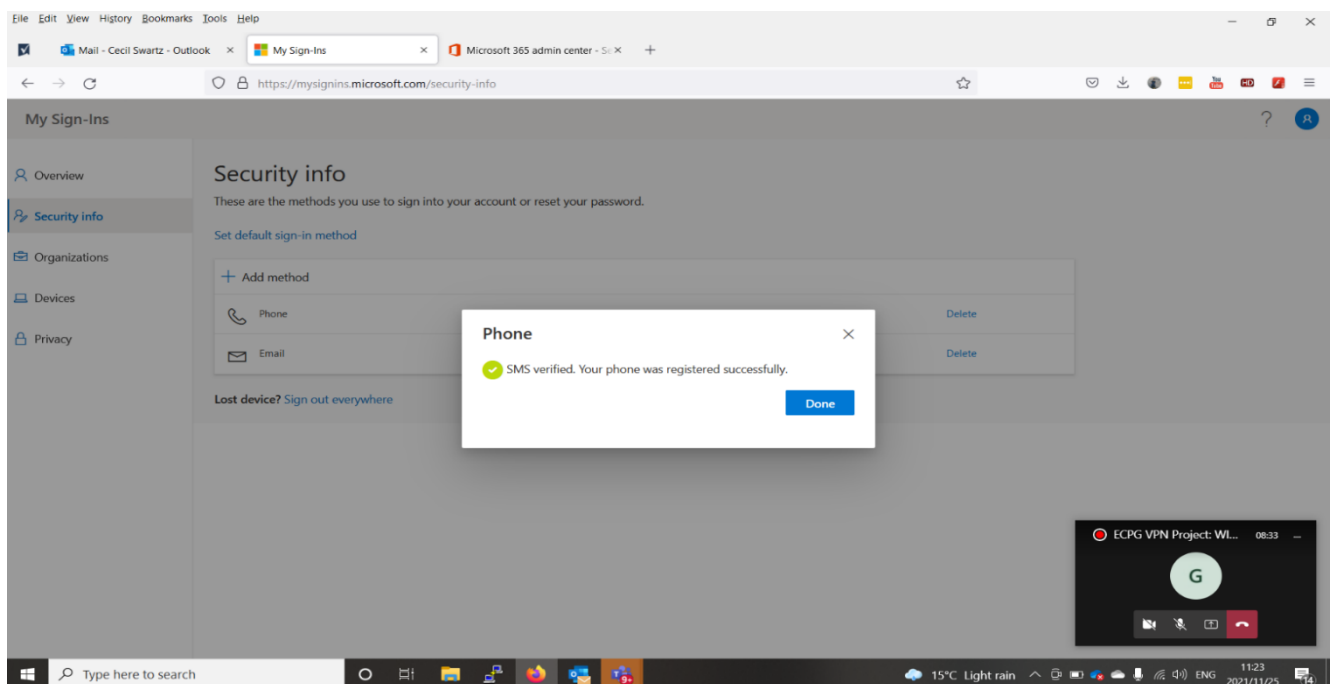 File Edit View History Bookmarks Tools Help
Mail - Cecil Swartz - Outlook × My Sign-Ins × Microsoft 365 admin center - Sc × +
https://mysignins.microsoft.com/security-info
My Sign-Ins ? A
Overview
Security info
Organizations
Devices
Privacy
Security info
These are the methods you use to sign into your account or reset your password.
Set default sign-in method
+ Add method
Phone Delete
Email Delete
Lost device? Sign out everywhere
Phone ×
SMS verified. Your phone was registered successfully.
Done
ECPG VPN Project: WI... 08:33
G
Type here to search 9+ 15°C Light rain ENG 11:23
2021/11/25 14